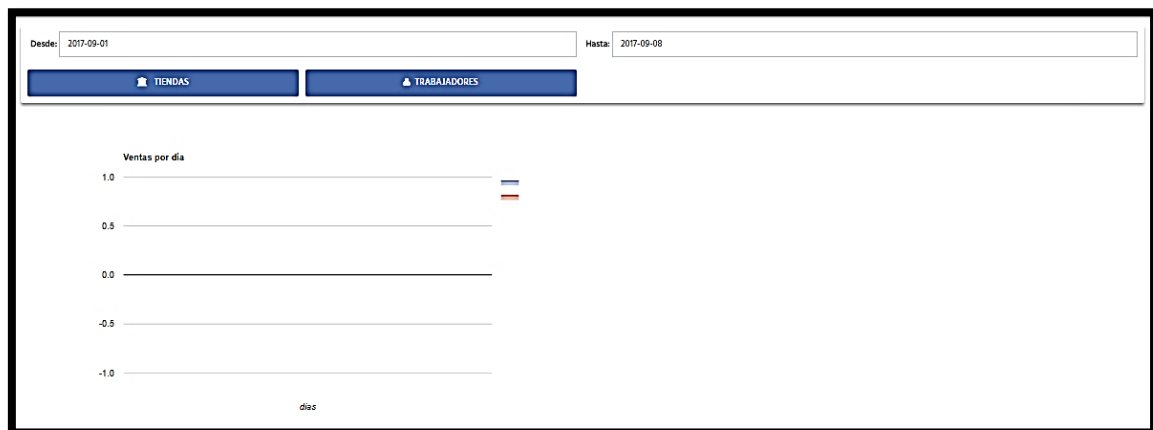 Desde: 2017-09-01 Hasta: 2017-09-08
TIENDAS TRABAJADORES
Ventas por día
1.0
0.5
0.0
-0.5
-1.0
días